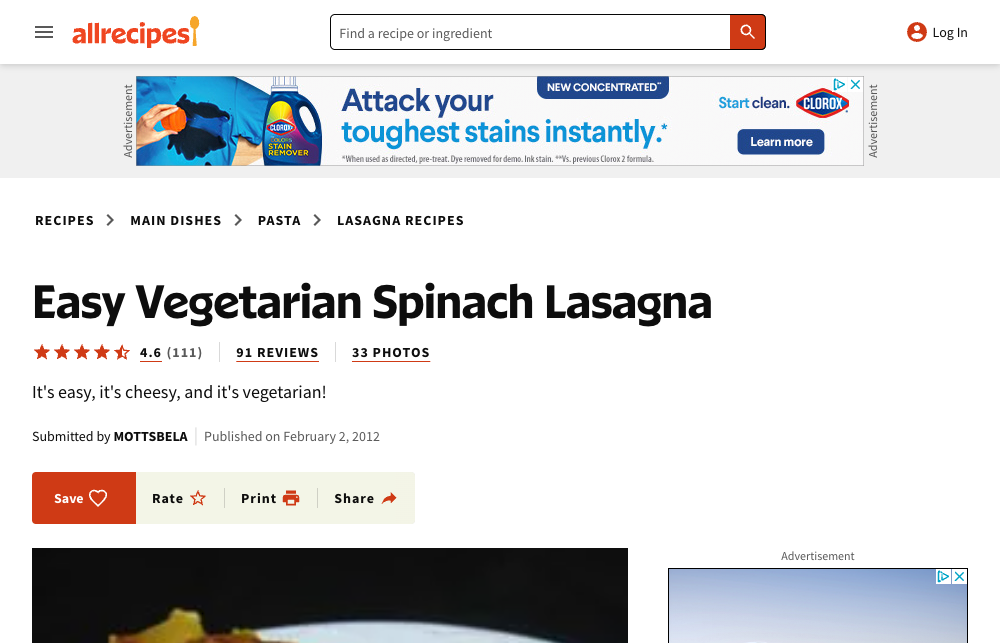 allrecipes
Find a recipe or ingredient
Log In
Advertisement
CLOROX
STAIN
REMOVER
Attack your
toughest stains instantly.*
*When used as directed, pre-treat. Dye removed for demo. Ink stain. **Vs. previous Clorox 2 formula.
NEW CONCENTRATED**
Start clean. CLOROX
Learn more
Advertisement
RECIPES > MAIN DISHES > PASTA > LASAGNA RECIPES
Easy Vegetarian Spinach Lasagna
4.6 (111) 91 REVIEWS 33 PHOTOS
It's easy, it's cheesy, and it's vegetarian!
Submitted by MOTTSBELA Published on February 2, 2012
Save Rate Print Share
Advertisement